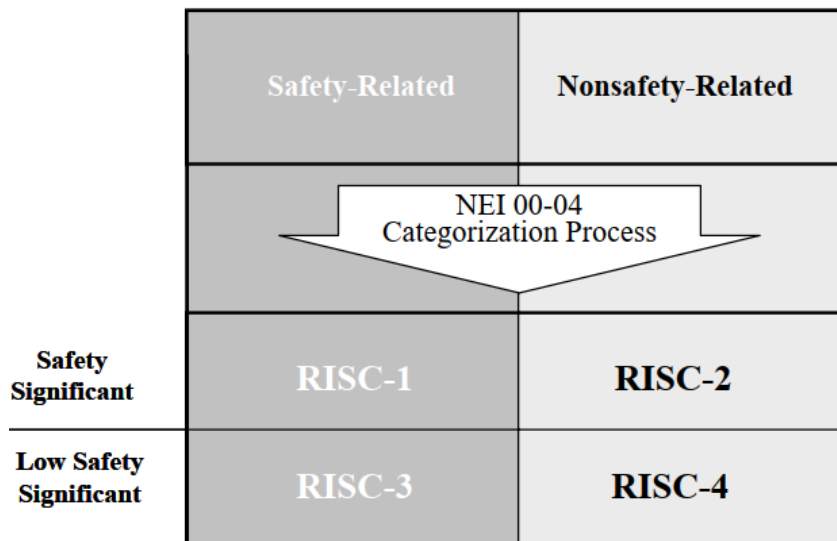 Safety-Related
Nonsafety-Related
NEI 00-04
Categorization Process
Safety
Significant
RISC-1
RISC-2
Low Safety
Significant
RISC-3
RISC-4